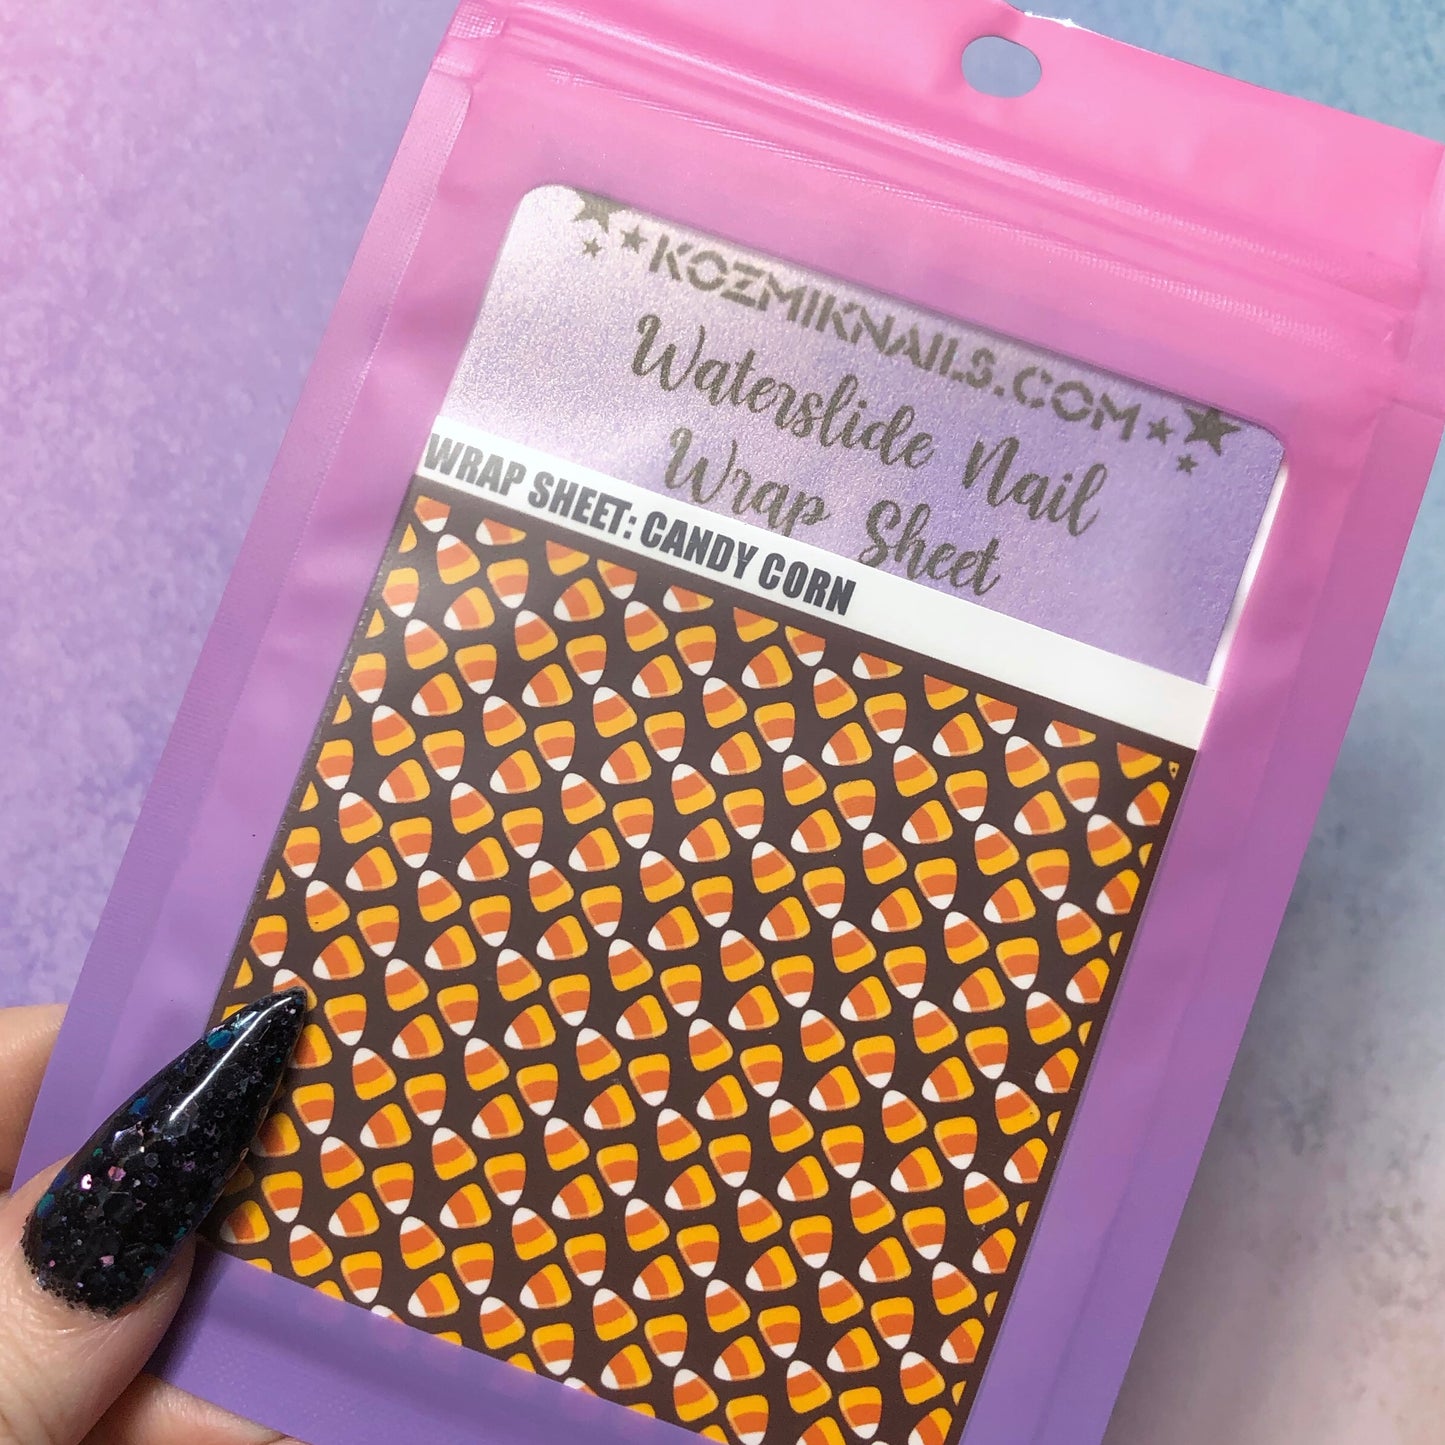 KOZMIKNAILS.COM
Waterslide Nail
Wrap Sheet
WRAP SHEET: CANDY CORN